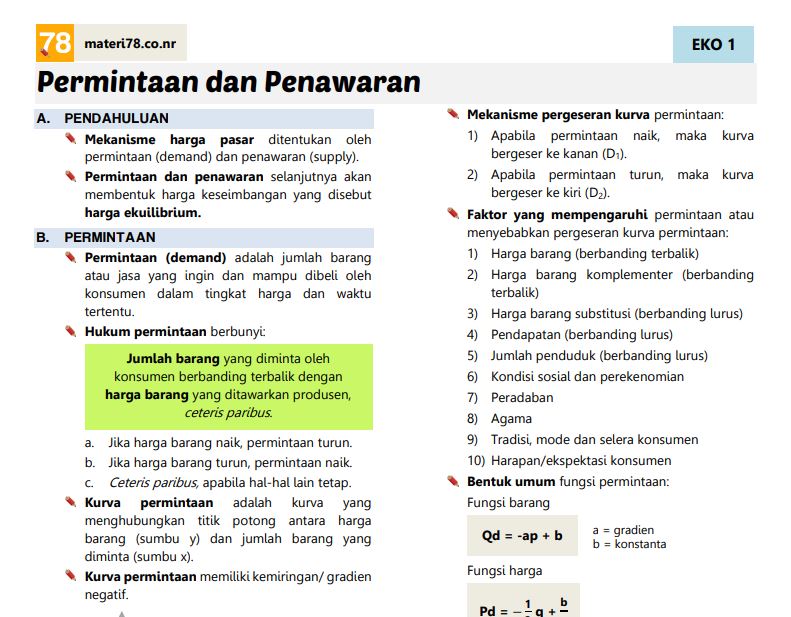 78 materi78.co.nr
EKO 1
Permintaan dan Penawaran
A. PENDAHULUAN
Mekanisme harga pasar ditentukan oleh
permintaan (demand) dan penawaran (supply).
Permintaan dan penawaran selanjutnya akan
membentuk harga keseimbangan yang disebut
harga ekuilibrium.
B. PERMINTAAN
Permintaan (demand) adalah jumlah barang
atau jasa yang ingin dan mampu dibeli oleh
konsumen dalam tingkat harga dan waktu
tertentu.
Hukum permintaan berbunyi:
Jumlah barang yang diminta oleh
konsumen berbanding terbalik dengan
harga barang yang ditawarkan produsen,
ceteris paribus.
a. Jika harga barang naik, permintaan turun.
b. Jika harga barang turun, permintaan naik.
c. Ceteris paribus, apabila hal-hal lain tetap.
Kurva permintaan adalah kurva yang
menghubungkan titik potong antara harga
barang (sumbu y) dan jumlah barang yang
diminta (sumbu x).
Kurva permintaan memiliki kemiringan/ gradien
negatif.
Mekanisme pergeseran kurva permintaan:
1) Apabila permintaan naik, maka kurva
bergeser ke kanan (D₁).
2) Apabila permintaan turun, maka kurva
bergeser ke kiri (D₂).
Faktor yang mempengaruhi permintaan atau
menyebabkan pergeseran kurva permintaan:
1) Harga barang (berbanding terbalik)
2) Harga barang komplementer (berbanding
terbalik)
3) Harga barang substitusi (berbanding lurus)
4) Pendapatan (berbanding lurus)
5) Jumlah penduduk (berbanding lurus)
6) Kondisi sosial dan perekenomian
7) Peradaban
8) Agama
9) Tradisi, mode dan selera konsumen
10) Harapan/ekspektasi konsumen
Bentuk umum fungsi permintaan:
Fungsi barang
Qd = -ap + b
a = gradien
b = konstanta
Fungsi harga
Pd = − 1 q + b